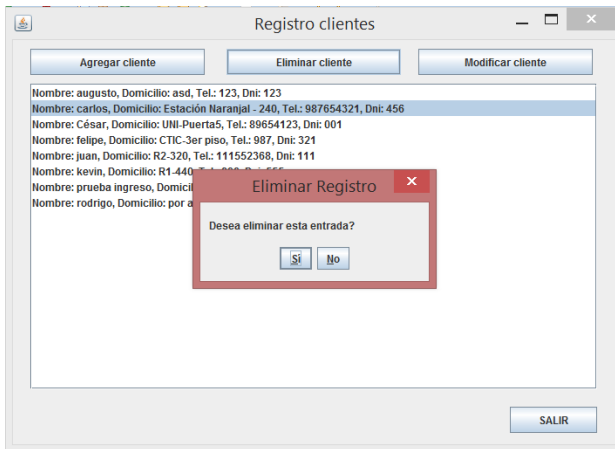 Registro clientes
Agregar cliente Eliminar cliente Modificar cliente
Nombre: augusto, Domicilio: asd, Tel.: 123, Dni: 123
Nombre: carlos, Domicilio: Estación Naranjal - 240, Tel.: 987654321, Dni: 456
Nombre: César, Domicilio: UNI-Puerta5, Tel.: 89654123, Dni: 001
Nombre: felipe, Domicilio: CTIC-3er piso, Tel.: 987, Dni: 321
Nombre: juan, Domicilio: R2-320, Tel.: 111552368, Dni: 111
Nombre: kevin, Domicilio: R1-440,
Nombre: prueba ingreso, Domicil
Nombre: rodrigo, Domicilio: por a
Eliminar Registro
Desea eliminar esta entrada?
Sí No
SALIR